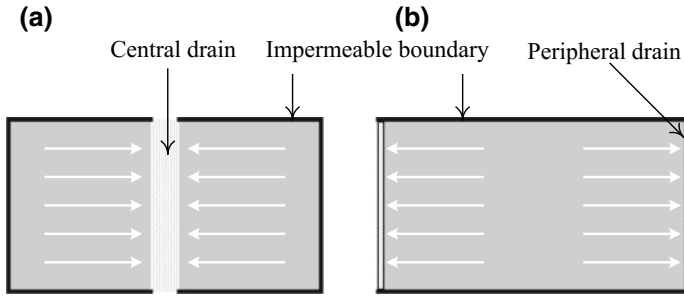 (a)
(b)
Central drain
Impermeable boundary
Peripheral drain